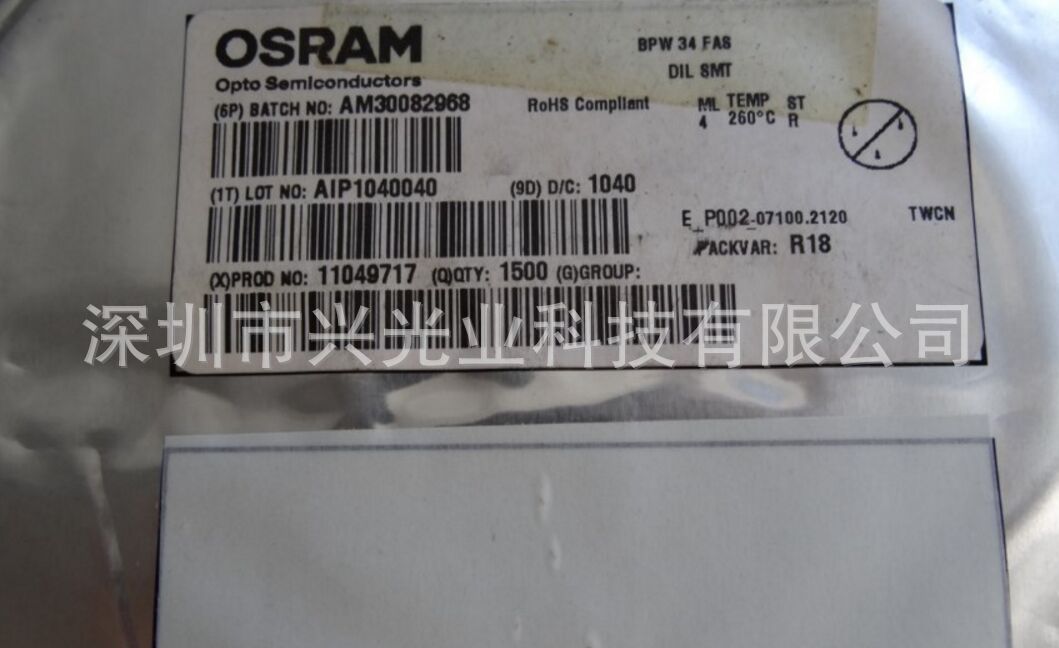 OSRAM
Opto Semiconductors
BPW 34 FAS
DIL SMT
(6P) BATCH NO: AM30082968
RoHS Compliant
ML TEMP ST
4 260°C R
(1T) LOT NO: AIP1040040
(9D) D/C: 1040
E_P002-07100.2120
TWCN
PACKVAR: R18
(X)PROD NO: 11049717 (Q)QTY: 1500 (G)GROUP:
深圳市兴光业科技有限公司